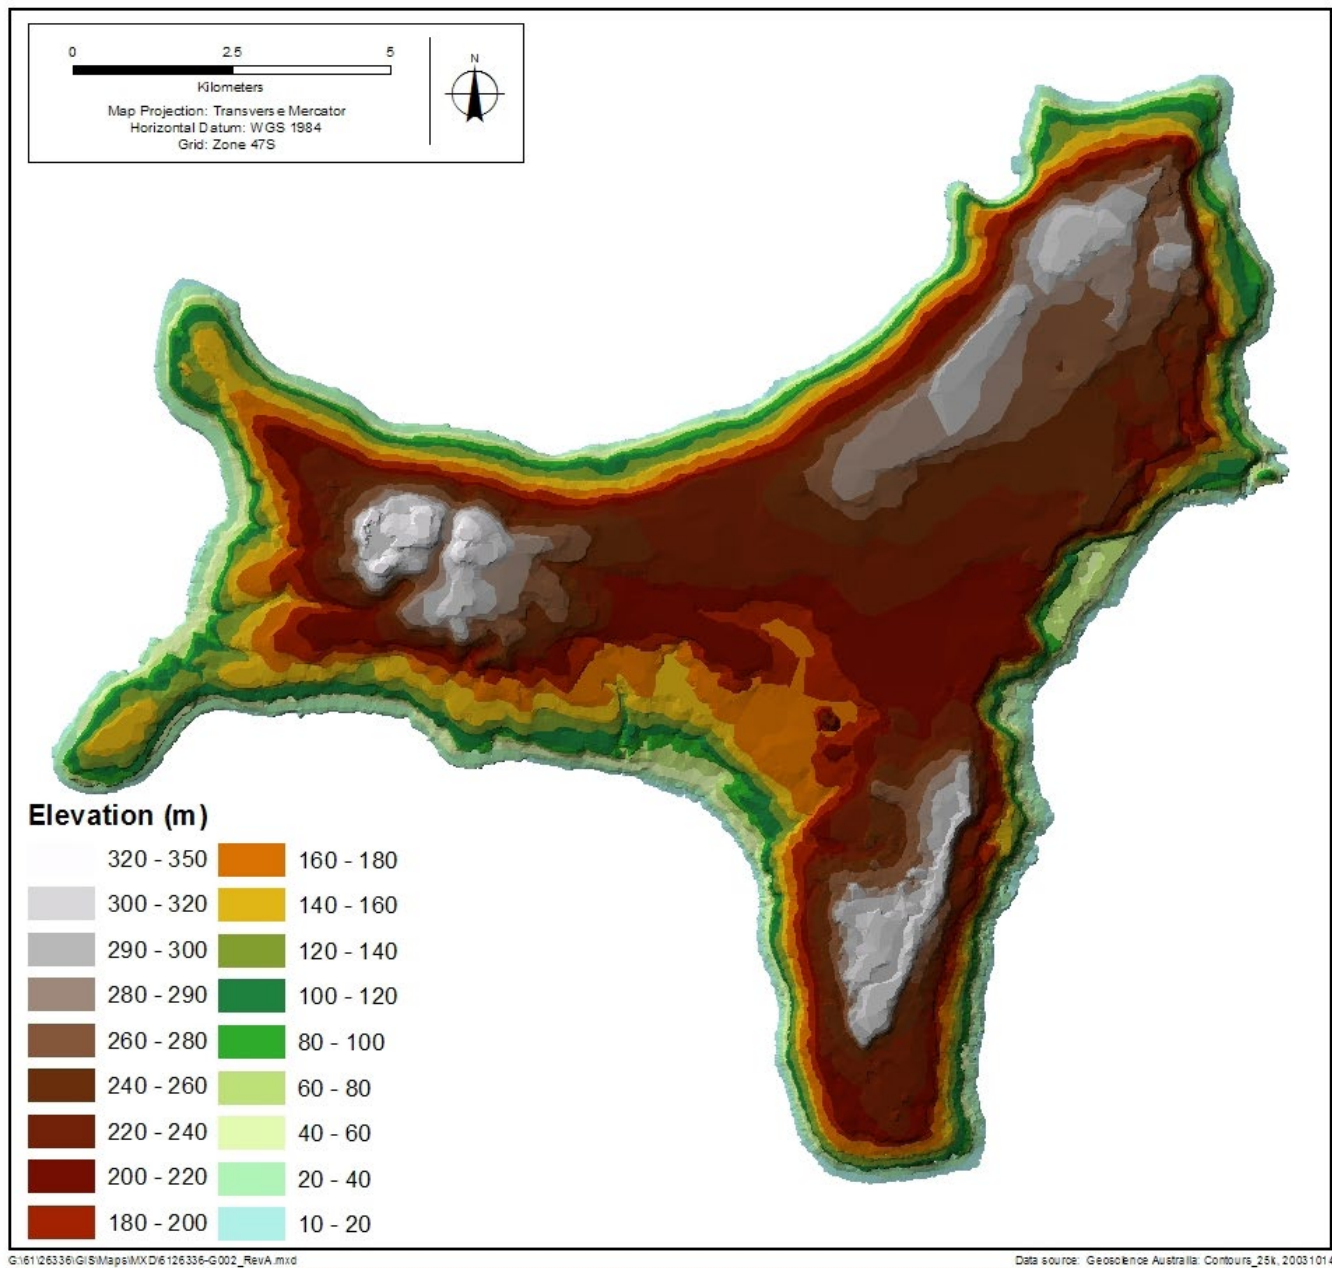 0 2.5 5
Kilometers
Map Projection: Transverse Mercator
Horizontal Datum: WGS 1984
Grid: Zone 47S
N
Elevation (m)
320 - 350
300 - 320
290 - 300
280 - 290
260 - 280
240 - 260
220 - 240
200 - 220
180 - 200
160 - 180
140 - 160
120 - 140
100 - 120
80 - 100
60 - 80
40 - 60
20 - 40
10 - 20
G:\61\26336\GIS\Maps\MXD\6126336-G002_RevA.mxd
Data source: Geoscience Australia: Contours_25k, 20031014